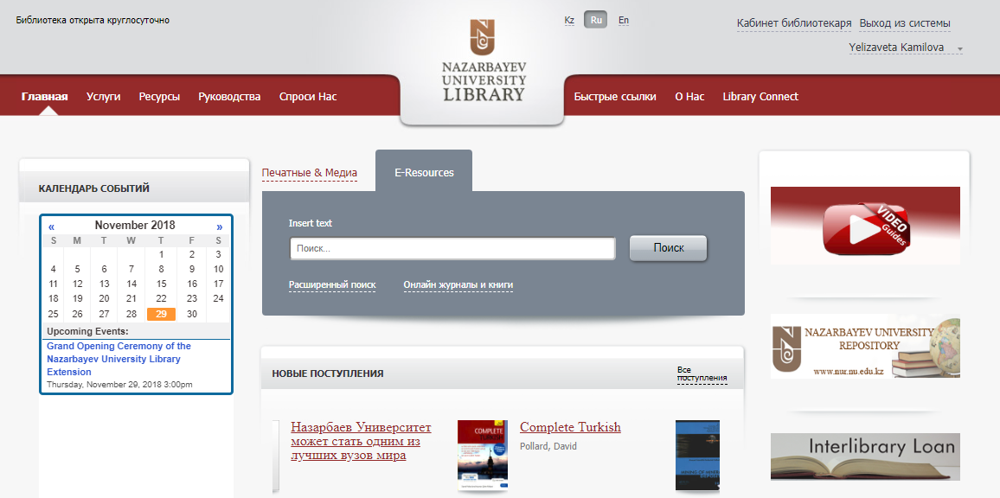 Библиотека открыта круглосуточно
Kz Ru En
Кабинет библиотекаря Выход из системы
Yelizaveta Kamilova
NAZARBAYEV
UNIVERSITY
LIBRARY
Главная Услуги Ресурсы Руководства Спроси Нас
Быстрые ссылки О Нас Library Connect
КАЛЕНДАРЬ СОБЫТИЙ
« November 2018 »
S M T W T F S
1 2 3
4 5 6 7 8 9 10
11 12 13 14 15 16 17
18 19 20 21 22 23 24
25 26 27 28 29 30
Upcoming Events:
Grand Opening Ceremony of the
Nazarbayev University Library
Extension
Thursday, November 29, 2018 3:00pm
Печатные & Медиа E-Resources
Insert text
Поиск... Поиск
Расширенный поиск Онлайн журналы и книги
НОВЫЕ ПОСТУПЛЕНИЯ
Все
поступления
Назарбаев Университет
может стать одним из
лучших вузов мира
COMPLETE
TURKISH
Complete Turkish
Pollard, David
VIDEO
Guides
NAZARBAYEV UNIVERSITY
REPOSITORY
www.nur.nu.edu.kz
Interlibrary Loan